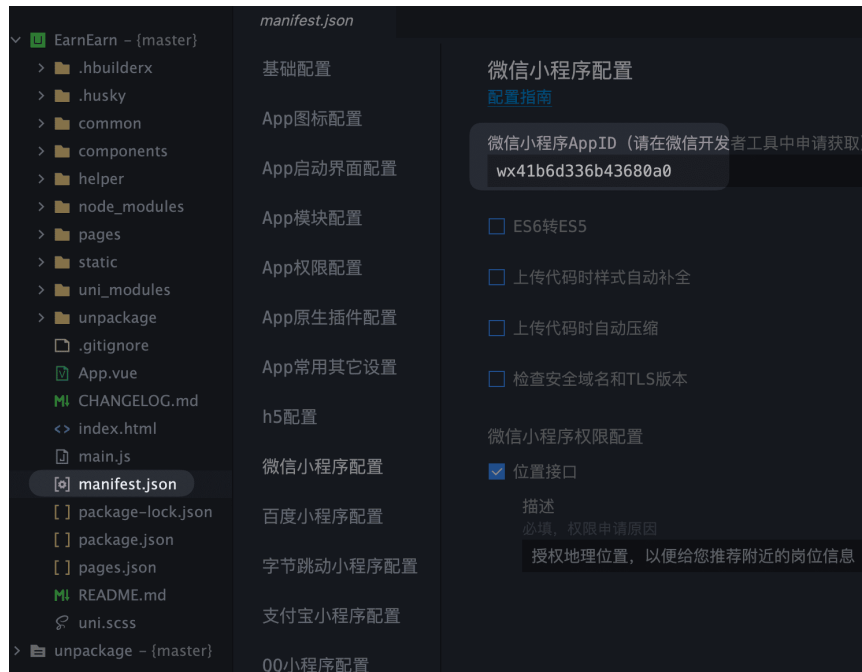 manifest.json
EarnEarn – {master}
.hbuilderx
.husky
common
components
helper
node_modules
pages
static
uni_modules
unpackage
.gitignore
App.vue
CHANGELOG.md
index.html
main.js
manifest.json
package-lock.json
package.json
pages.json
README.md
uni.scss
unpackage – {master}
基础配置
App图标配置
App启动界面配置
App模块配置
App权限配置
App原生插件配置
App常用其它设置
h5配置
微信小程序配置
百度小程序配置
字节跳动小程序配置
支付宝小程序配置
QQ小程序配置
微信小程序配置
配置指南
微信小程序AppID（请在微信开发者工具中申请获取）
wx41b6d336b43680a0
ES6转ES5
上传代码时样式自动补全
上传代码时自动压缩
检查安全域名和TLS版本
微信小程序权限配置
位置接口
描述
必填，权限申请原因
授权地理位置，以便给您推荐附近的岗位信息